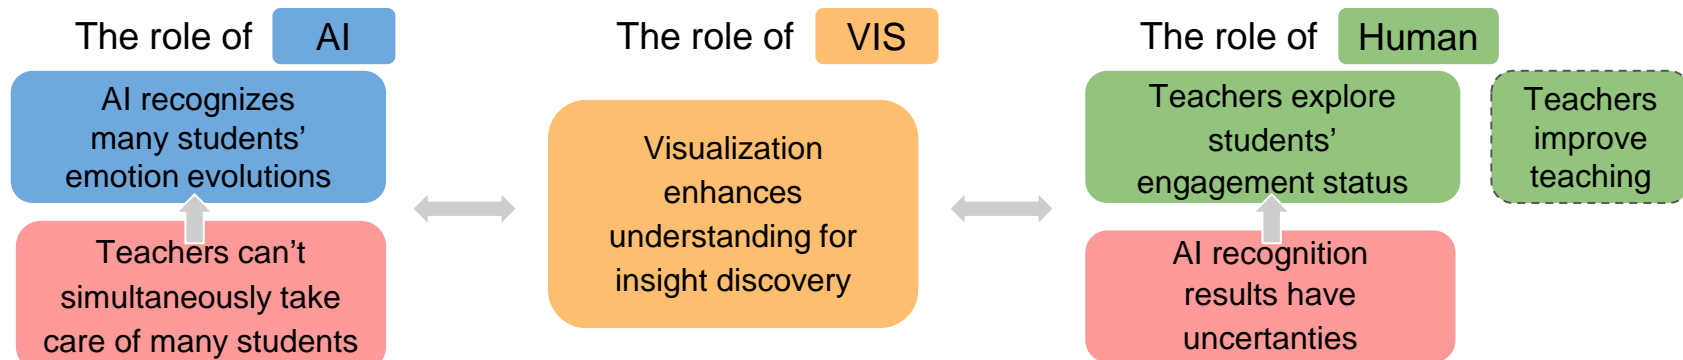 The role of AI
AI recognizes
many students’
emotion evolutions
Teachers can’t
simultaneously take
care of many students
The role of VIS
Visualization
enhances
understanding for
insight discovery
The role of Human
Teachers explore
students’
engagement status
AI recognition
results have
uncertanties
Teachers
improve
teaching